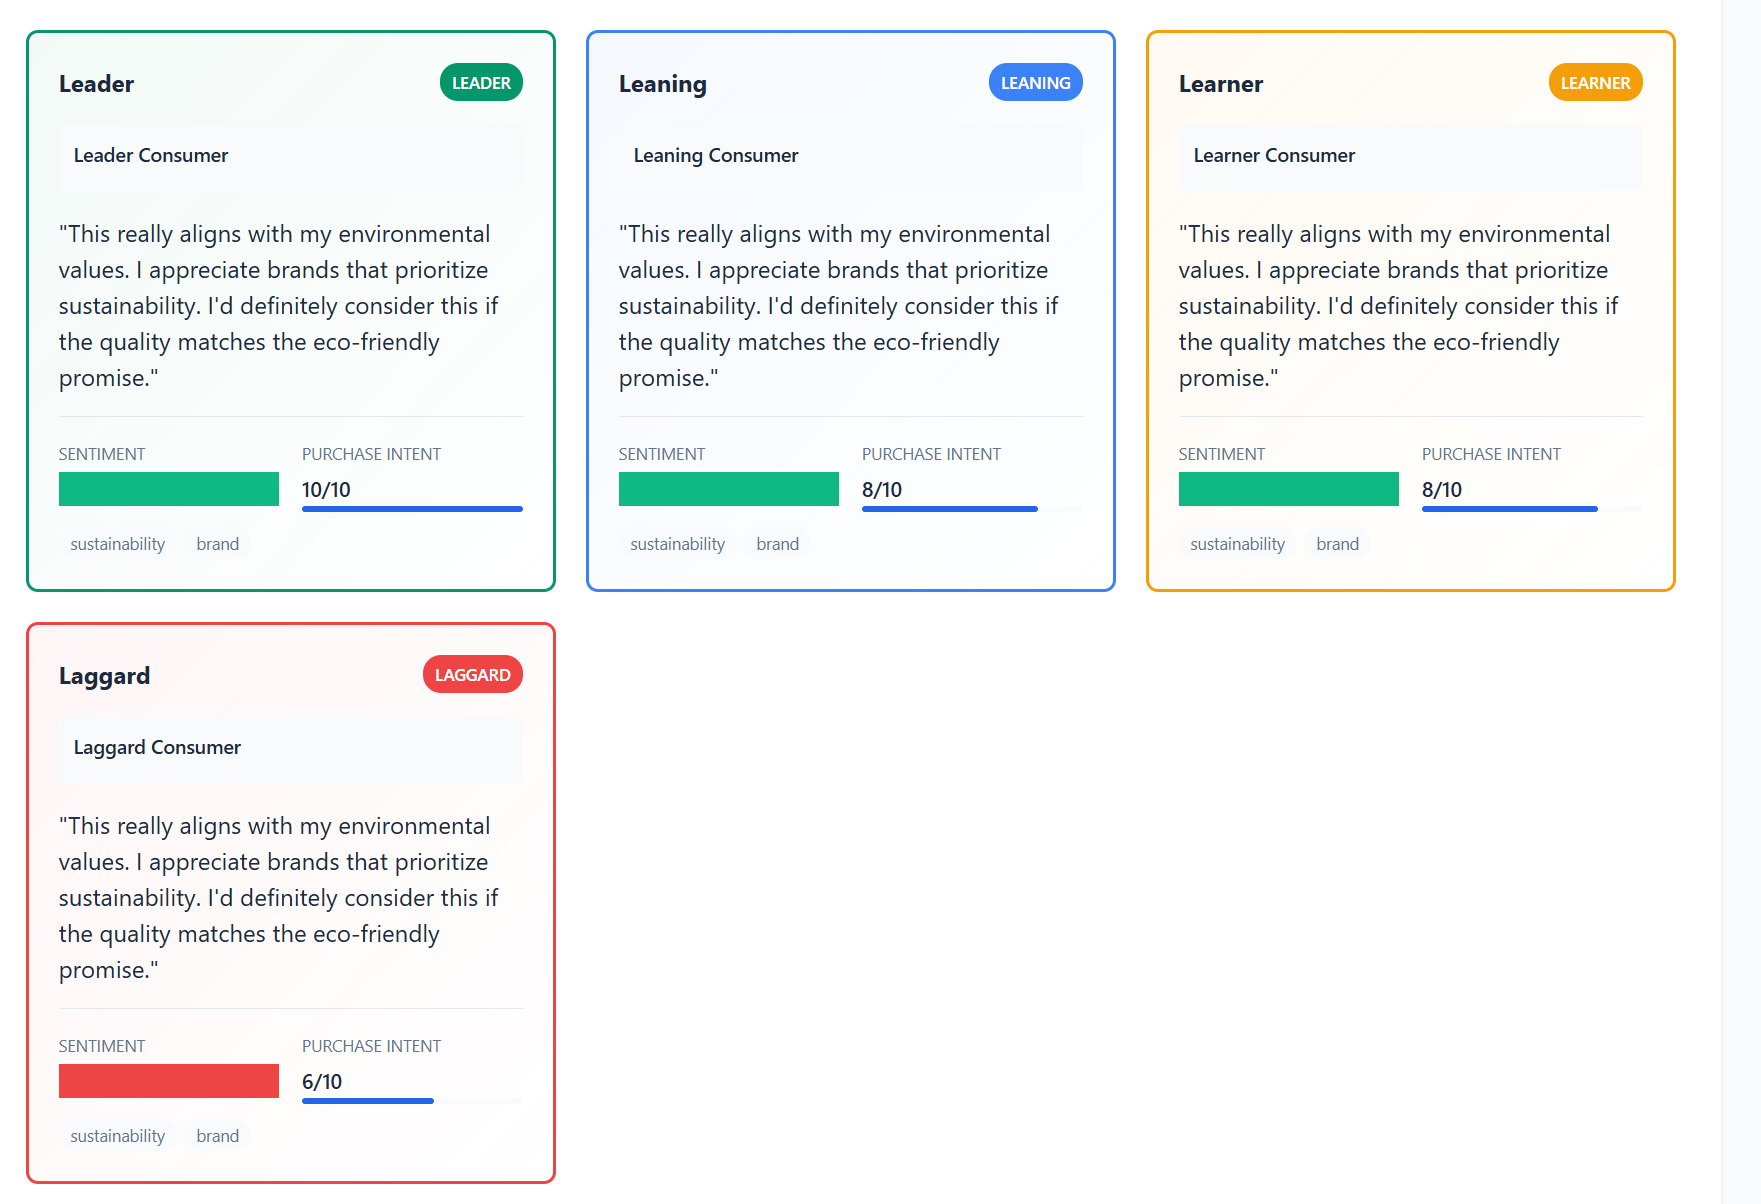 Leader
LEADER
Leader Consumer
"This really aligns with my environmental
values. I appreciate brands that prioritize
sustainability. I'd definitely consider this if
the quality matches the eco-friendly
promise."
SENTIMENT
PURCHASE INTENT
10/10
sustainability
brand
Leaning
LEANING
Leaning Consumer
"This really aligns with my environmental
values. I appreciate brands that prioritize
sustainability. I'd definitely consider this if
the quality matches the eco-friendly
promise."
SENTIMENT
PURCHASE INTENT
8/10
sustainability
brand
Learner
LEARNER
Learner Consumer
"This really aligns with my environmental
values. I appreciate brands that prioritize
sustainability. I'd definitely consider this if
the quality matches the eco-friendly
promise."
SENTIMENT
PURCHASE INTENT
8/10
sustainability
brand
Laggard
LAGGARD
Laggard Consumer
"This really aligns with my environmental
values. I appreciate brands that prioritize
sustainability. I'd definitely consider this if
the quality matches the eco-friendly
promise."
SENTIMENT
PURCHASE INTENT
6/10
sustainability
brand